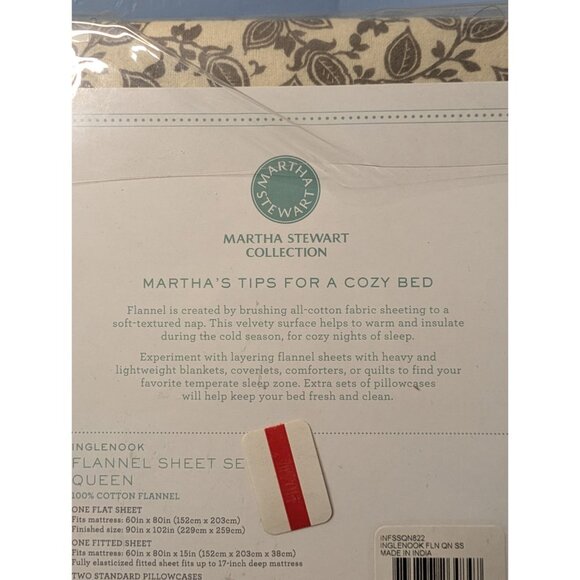 MARTHA
STEWART
MARTHA STEWART
COLLECTION
MARTHA'S TIPS FOR A COZY BED
Flannel is created by brushing all-cotton fabric sheeting to a
soft-textured nap. This velvety surface helps to warm and insulate
during the cold season, for cozy nights of sleep.
Experiment with layering flannel sheets with heavy and
lightweight blankets, coverlets, comforters, or quilts to find your
favorite temperate sleep zone. Extra sets of pillowcases
will help keep your bed fresh and clean.
INGLENOOK
FLANNEL SHEET SE
QUEEN
100% COTTON FLANNEL
ONE FLAT SHEET
Fits mattress: 60in x 80in (152cm x 203cm)
Finished size: 90in x 102in (229cm x 259cm)
ONE FITTED SHEET
Fits mattress: 60in x 80in x 15in (152cm x 203cm x 38cm)
Fully elasticized fitted sheet fits up to 17-inch deep mattress
TWO STANDARD PILLOWCASES
INFSSQN822
INGLENOOK FLN QN SS
MADE IN INDIA